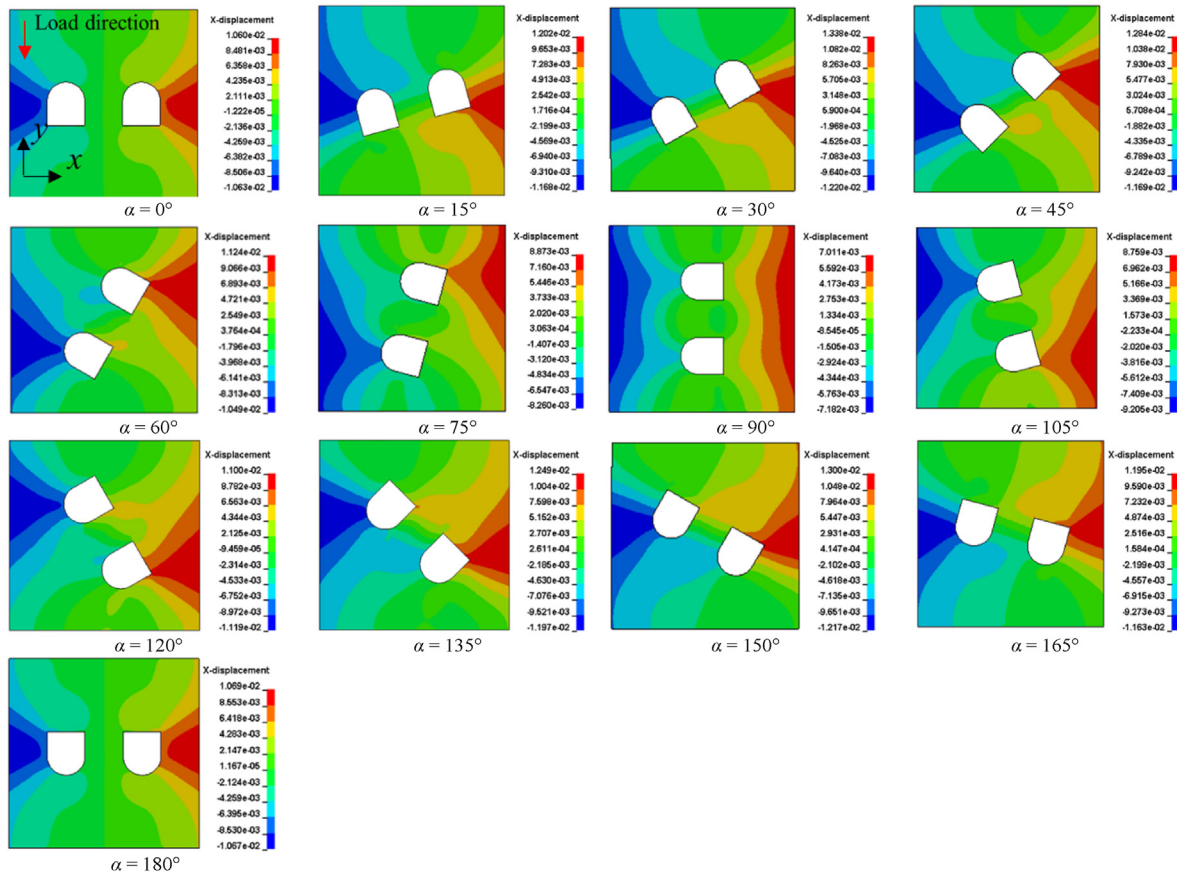 Load direction
y
x
X-displacement
1.060e-02
8.481e-03
6.358e-03
4.235e-03
2.111e-03
-1.222e-05
-2.136e-03
-4.269e-03
-6.382e-03
-8.506e-03
-1.063e-02
α = 0°
X-displacement
1.202e-02
9.653e-03
7.283e-03
4.913e-03
2.542e-03
1.716e-04
-2.199e-03
-4.569e-03
-6.940e-03
-9.310e-03
-1.168e-02
α = 15°
X-displacement
1.338e-02
1.082e-02
8.263e-03
5.705e-03
3.148e-03
5.900e-04
-1.968e-03
-4.525e-03
-7.083e-03
-9.640e-03
-1.220e-02
α = 30°
X-displacement
1.284e-02
1.038e-02
7.930e-03
5.477e-03
3.024e-03
5.708e-04
-1.882e-03
-4.335e-03
-6.789e-03
-9.242e-03
-1.169e-02
α = 45°
X-displacement
1.124e-02
9.066e-03
6.893e-03
4.721e-03
2.549e-03
3.764e-04
-1.796e-03
-3.968e-03
-6.141e-03
-8.313e-03
-1.049e-02
α = 60°
X-displacement
8.873e-03
7.160e-03
5.446e-03
3.733e-03
2.020e-03
3.063e-04
-1.407e-03
-3.120e-03
-4.834e-03
-6.547e-03
-8.260e-03
α = 75°
X-displacement
7.011e-03
5.592e-03
4.173e-03
2.753e-03
1.334e-03
-8.545e-05
-1.505e-03
-2.924e-03
-4.344e-03
-5.763e-03
-7.182e-03
α = 90°
X-displacement
8.759e-03
6.962e-03
5.166e-03
3.369e-03
1.573e-03
-2.233e-04
-2.020e-03
-3.816e-03
-5.612e-03
-7.409e-03
-9.205e-03
α = 105°
X-displacement
1.100e-02
8.782e-03
6.563e-03
4.344e-03
2.125e-03
-9.459e-05
-2.314e-03
-4.533e-03
-6.752e-03
-8.972e-03
-1.119e-02
α = 120°
X-displacement
1.249e-02
1.004e-02
7.598e-03
5.152e-03
2.707e-03
2.611e-04
-2.185e-03
-4.630e-03
-7.076e-03
-9.521e-03
-1.197e-02
α = 135°
X-displacement
1.300e-02
1.048e-02
7.964e-03
5.447e-03
2.931e-03
4.147e-04
-2.102e-03
-4.618e-03
-7.135e-03
-9.651e-03
-1.217e-02
α = 150°
X-displacement
1.195e-02
9.590e-03
7.232e-03
4.874e-03
2.516e-03
1.584e-04
-2.199e-03
-4.557e-03
-6.915e-03
-9.273e-03
-1.163e-02
α = 165°
X-displacement
1.069e-02
8.553e-03
6.418e-03
4.283e-03
2.147e-03
1.167e-05
-2.124e-03
-4.259e-03
-6.395e-03
-8.530e-03
-1.067e-02
α = 180°